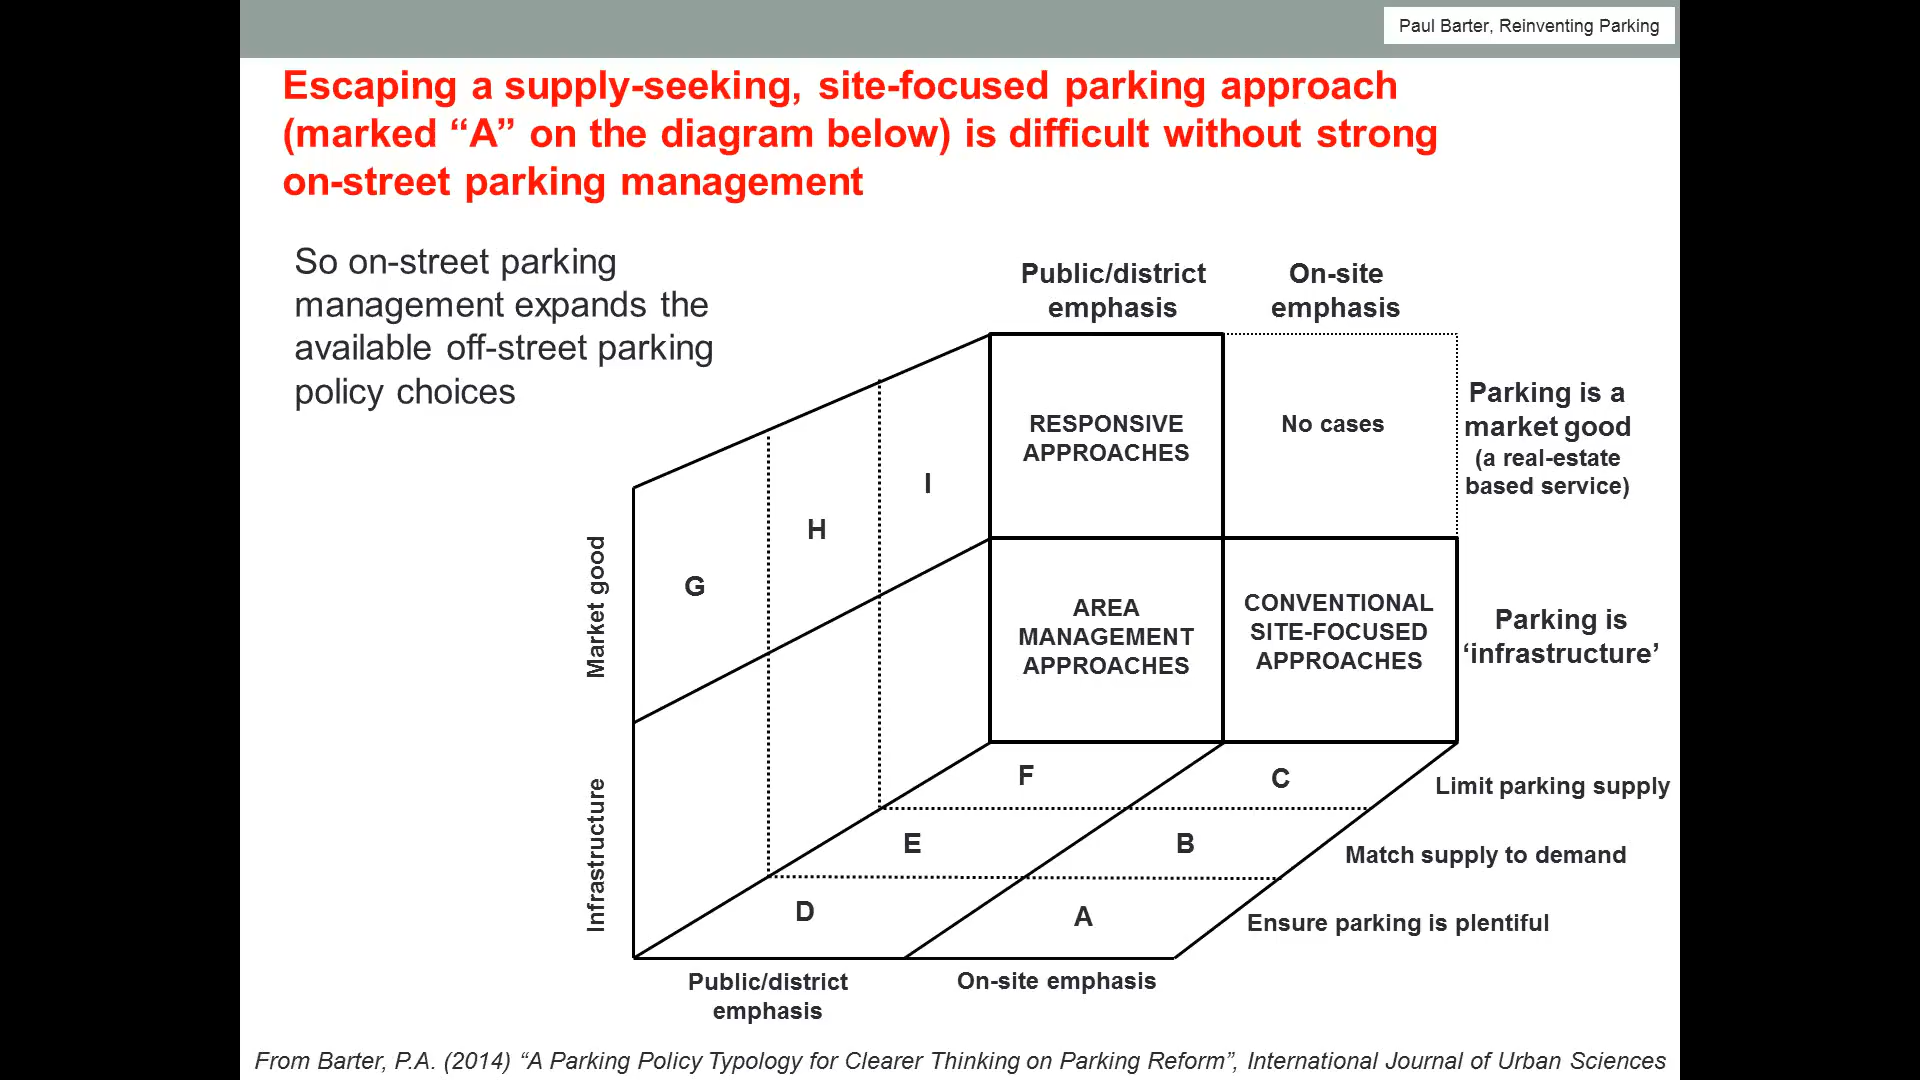 Paul Barter, Reinventing Parking
Escaping a supply-seeking, site-focused parking approach
(marked “A” on the diagram below) is difficult without strong
on-street parking management
So on-street parking
management expands the
available off-street parking
policy choices
Public/district
emphasis
On-site
emphasis
RESPONSIVE
APPROACHES
No cases
Parking is a
market good
(a real-estate
based service)
I
H
G
Market good
AREA
MANAGEMENT
APPROACHES
CONVENTIONAL
SITE-FOCUSED
APPROACHES
Parking is
‘infrastructure’
Infrastructure
F
C
Limit parking supply
E
B
Match supply to demand
D
A
Ensure parking is plentiful
Public/district
emphasis
On-site emphasis
From Barter, P.A. (2014) “A Parking Policy Typology for Clearer Thinking on Parking Reform”, International Journal of Urban Sciences